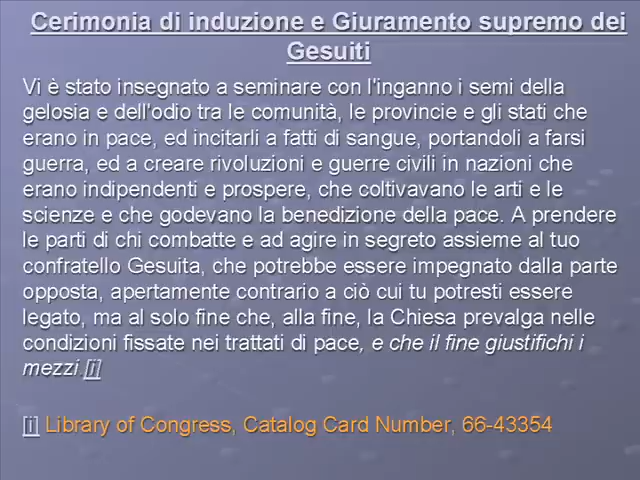 Cerimonia di induzione e Giuramento supremo dei
Gesuiti
Vi è stato insegnato a seminare con l'inganno i semi della
gelosia e dell'odio tra le comunità, le provincie e gli stati che
erano in pace, ed incitarli a fatti di sangue, portandoli a farsi
guerra, ed a creare rivoluzioni e guerre civili in nazioni che
erano indipendenti e prospere, che coltivavano le arti e le
scienze e che godevano la benedizione della pace. A prendere
le parti di chi combatte e ad agire in segreto assieme al tuo
confratello Gesuita, che potrebbe essere impegnato dalla parte
opposta, apertamente contrario a ciò cui tu potresti essere
legato, ma al solo fine che, alla fine, la Chiesa prevalga nelle
condizioni fissate nei trattati di pace, e che il fine giustifichi i
mezzi.[i]
[i] Library of Congress, Catalog Card Number, 66-43354